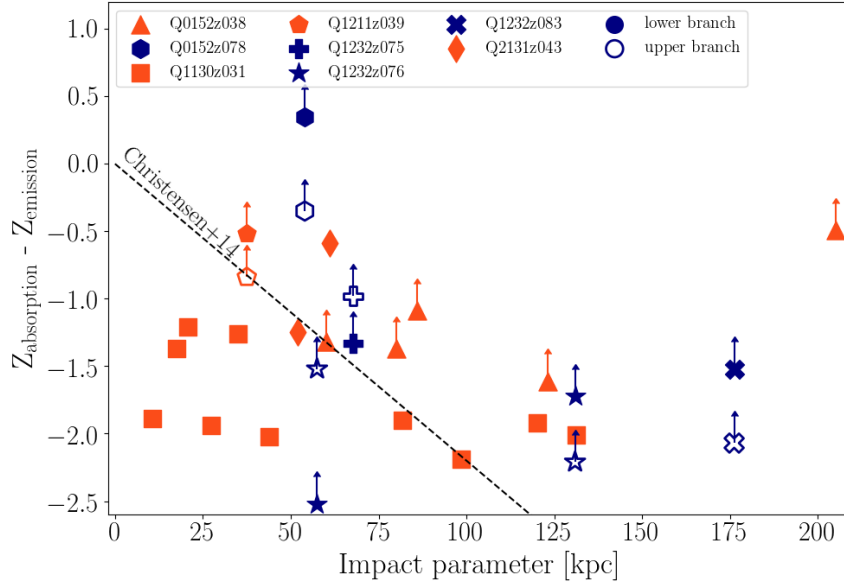 Q0152z038 Q1211z039 Q1232z083 lower branch
Q0152z078 Q1232z075 Q2131z043 upper branch
Q1130z031 Q1232z076
1.0
0.5
0.0
−0.5
−1.0
−1.5
−2.0
−2.5
Z_absorption - Z_emission
Christensen+14
0 25 50 75 100 125 150 175 200
Impact parameter [kpc]